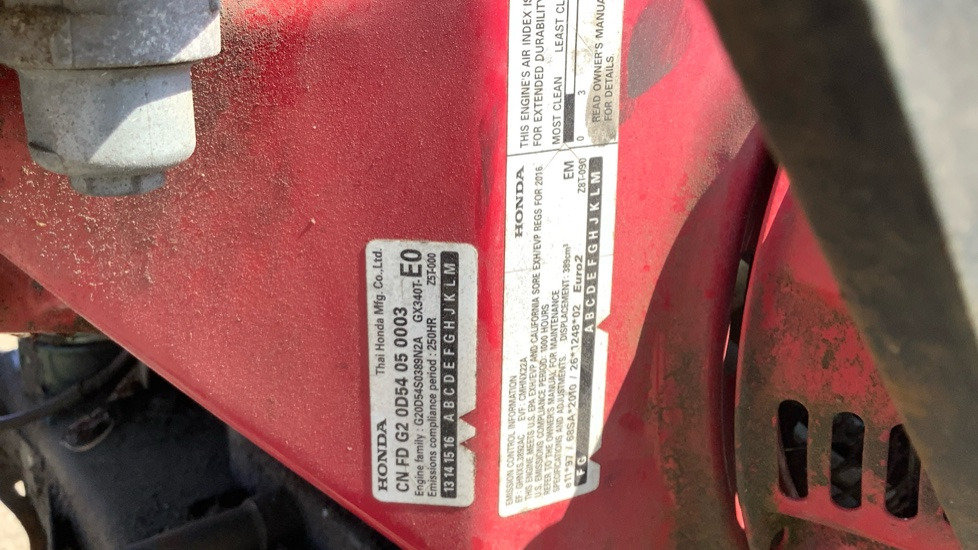 HONDA Thai Honda Mfg. Co.,Ltd.
CN FD G2 0D54 05 0003
Engine family : G20D54S0389N2A GX340T-E0
Emissions compliance period : 250HR Z5T-000
13 14 15 16 A B C D E F G H J K L M
HONDA
EMISSION CONTROL INFORMATION
THIS ENGINE MEETS U.S. EPA EXH/EVP AND CALIFORNIA SORE EXH/EVP REGS FOR 2016.
U.S. EMISSIONS COMPLIANCE PERIOD: 1000 HOURS
REFER TO THE OWNER'S MANUAL FOR MAINTENANCE
SPECIFICATIONS AND ADJUSTMENTS. DISPLACEMENT: 389cm³
EM
e11*97 / 68SA*2010 / 26*1248*02 Euro2 Z8T-090
F G A B C D E F G H J K L M
THIS ENGINE'S AIR INDEX IS
FOR EXTENDED DURABILITY
MOST CLEAN LEAST CL
0 3
READ OWNER'S MANUA
FOR DETAILS.